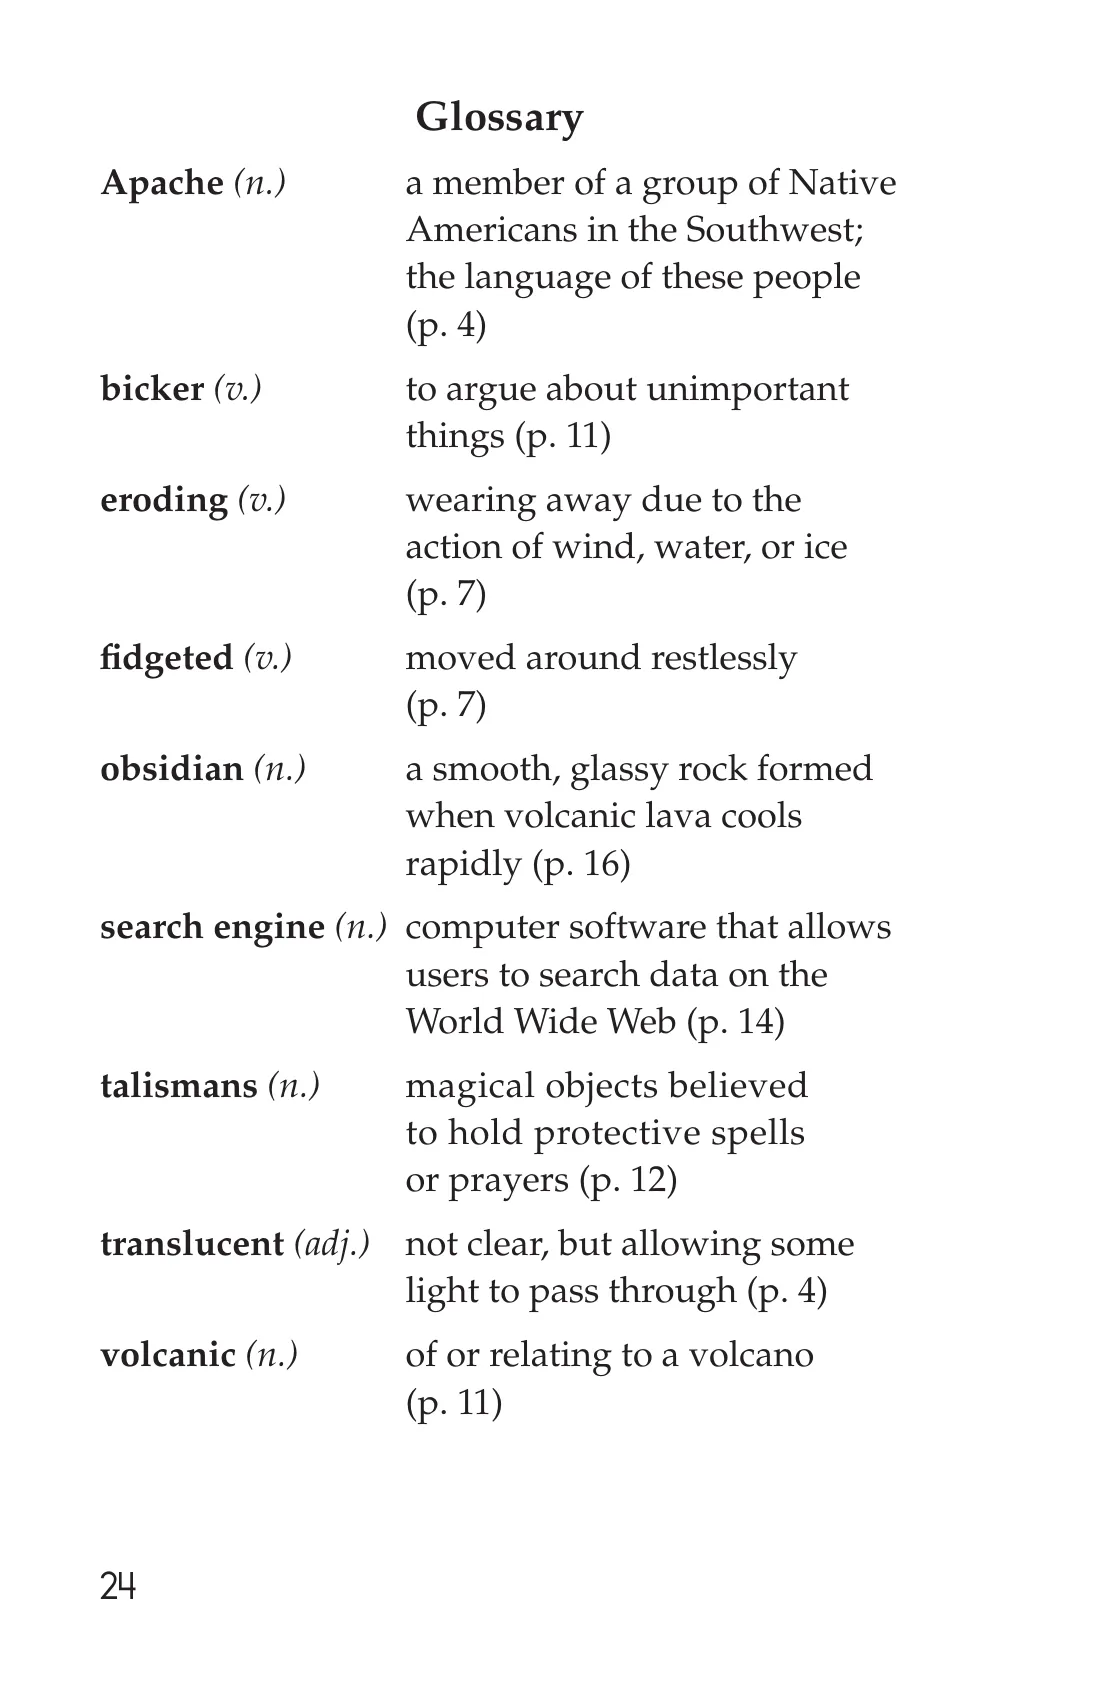 Glossary
Apache (n.) a member of a group of Native
Americans in the Southwest;
the language of these people
(p. 4)
bicker (v.) to argue about unimportant
things (p. 11)
eroding (v.) wearing away due to the
action of wind, water, or ice
(p. 7)
fidgeted (v.) moved around restlessly
(p. 7)
obsidian (n.) a smooth, glassy rock formed
when volcanic lava cools
rapidly (p. 16)
search engine (n.) computer software that allows
users to search data on the
World Wide Web (p. 14)
talismans (n.) magical objects believed
to hold protective spells
or prayers (p. 12)
translucent (adj.) not clear, but allowing some
light to pass through (p. 4)
volcanic (n.) of or relating to a volcano
(p. 11)
24